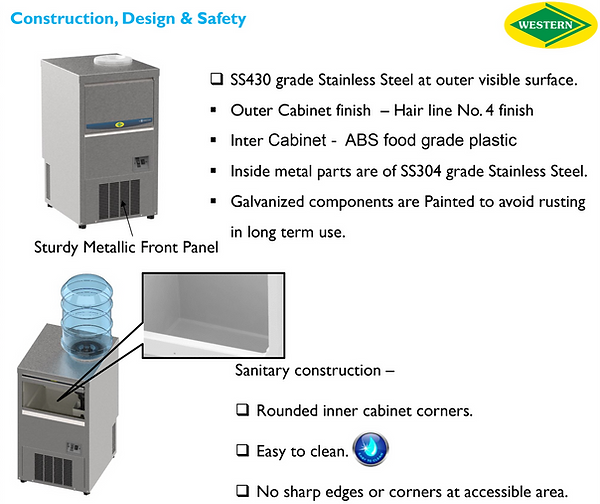 Construction, Design & Safety
WESTERN
SS430 grade Stainless Steel at outer visible surface.
Outer Cabinet finish – Hair line No. 4 finish
Inter Cabinet - ABS food grade plastic
Inside metal parts are of SS304 grade Stainless Steel.
Galvanized components are Painted to avoid rusting
in long term use.
Sturdy Metallic Front Panel
Sanitary construction –
Rounded inner cabinet corners.
Easy to clean.
No sharp edges or corners at accessible area.